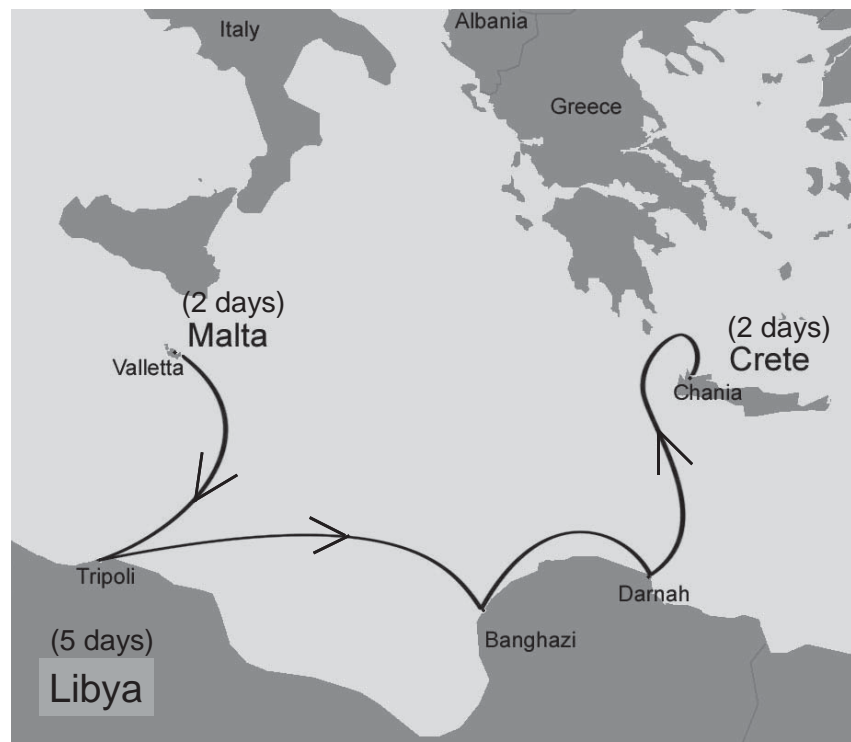 Italy
Albania
Greece
(2 days)
Malta
Valletta
(2 days)
Crete
Chania
Tripoli
Darnah
Banghazi
(5 days)
Libya